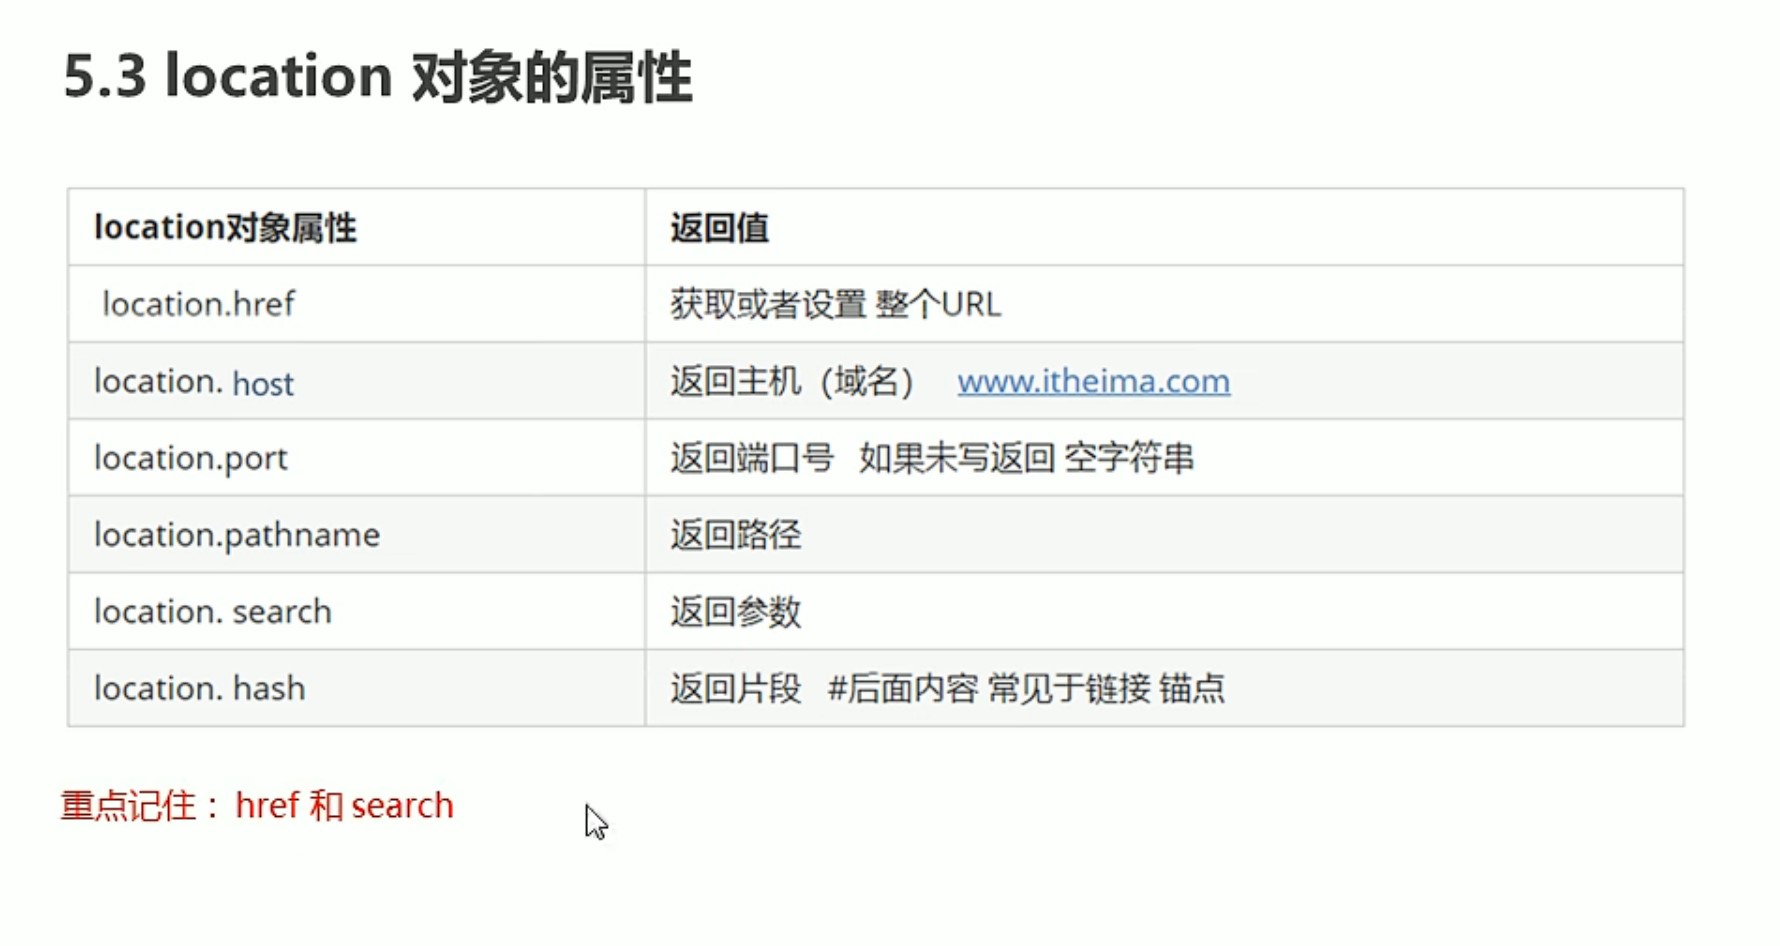 5.3 location 对象的属性
location对象属性 返回值
location.href 获取或者设置 整个URL
location. host 返回主机（域名） www.itheima.com
location.port 返回端口号 如果未写返回 空字符串
location.pathname 返回路径
location. search 返回参数
location. hash 返回片段 #后面内容 常见于链接 锚点
重点记住：href 和 search